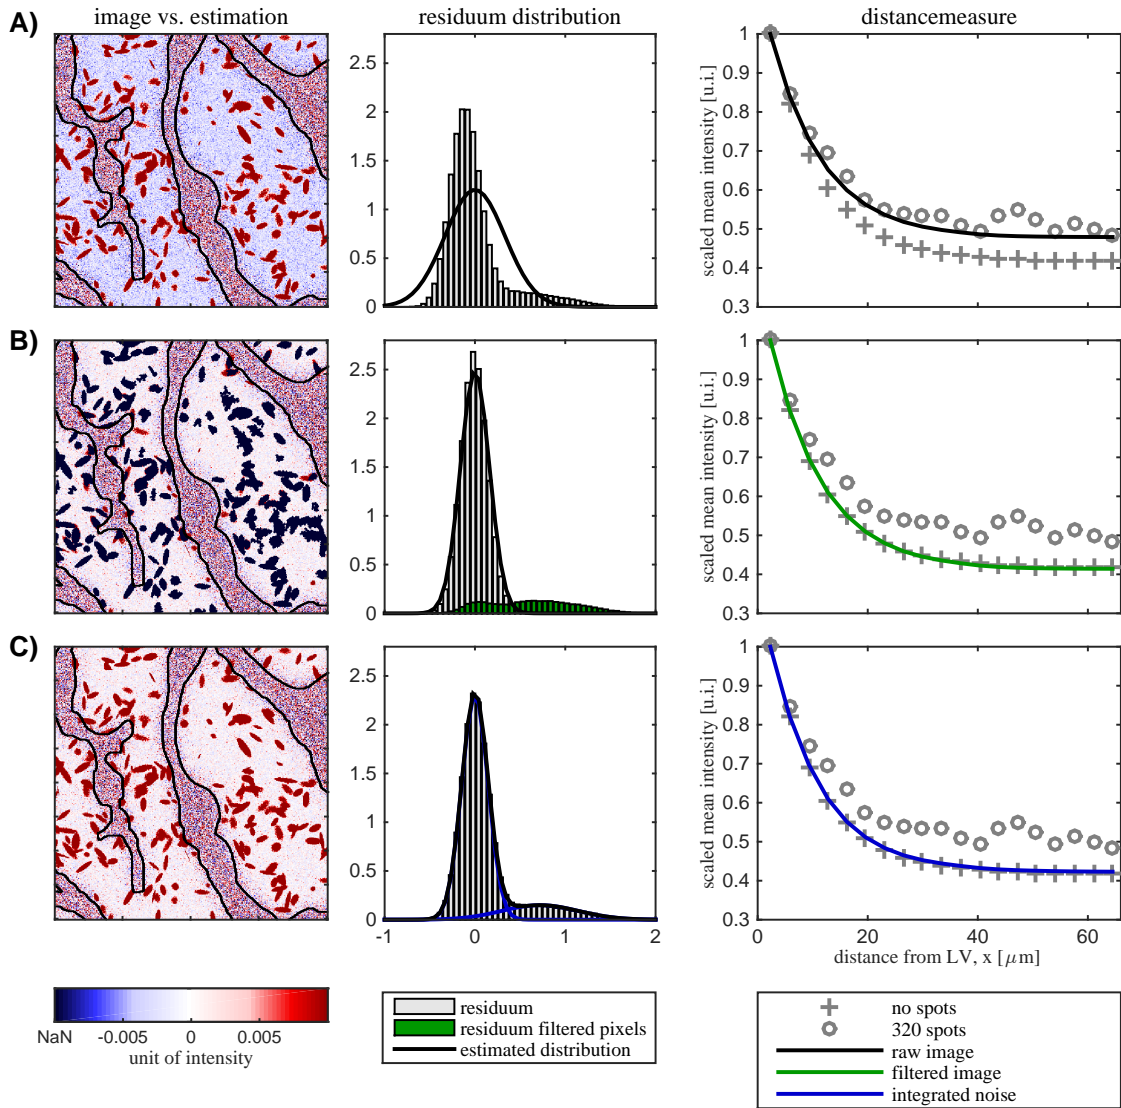 A)
image vs. estimation
residuum distribution
distancemeasure
2.5
2
1.5
1
0.5
0
-1 0 1 2
scaled mean intensity [u.i.]
1
0.9
0.8
0.7
0.6
0.5
0.4
0.3
B)
2.5
2
1.5
1
0.5
0
scaled mean intensity [u.i.]
1
0.9
0.8
0.7
0.6
0.5
0.4
0.3
C)
2.5
2
1.5
1
0.5
0
-1 0 1 2
scaled mean intensity [u.i.]
1
0.9
0.8
0.7
0.6
0.5
0.4
0.3
0 20 40 60
distance from LV, x [μm]
NaN -0.005 0 0.005
unit of intensity
residuum
residuum filtered pixels
estimated distribution
no spots
320 spots
raw image
filtered image
integrated noise